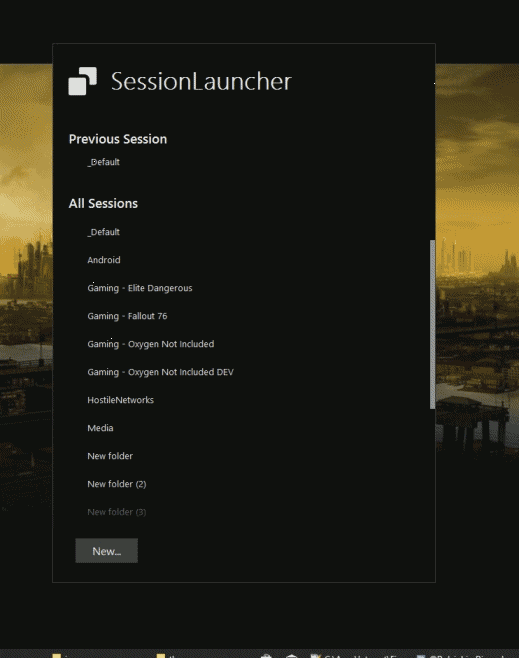 SessionLauncher
Previous Session
_Default
All Sessions
_Default
Android
Gaming - Elite Dangerous
Gaming - Fallout 76
Gaming - Oxygen Not Included
Gaming - Oxygen Not Included DEV
HostileNetworks
Media
New folder
New folder (2)
New folder (3)
New...